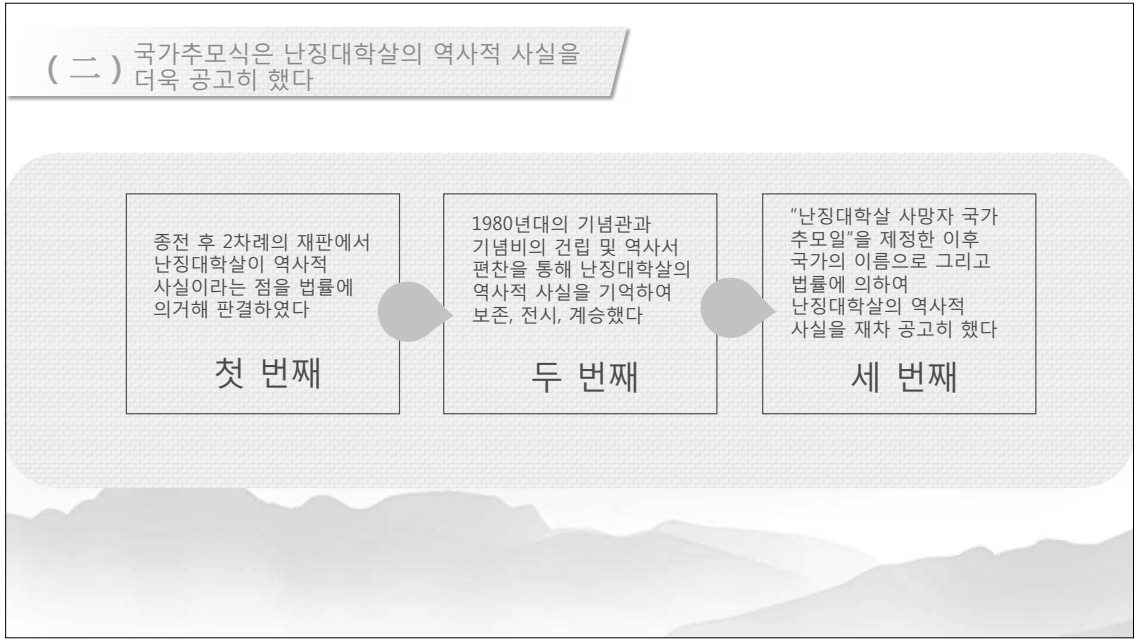 ( 二 ) 국가추모식은 난징대학살의 역사적 사실을
더욱 공고히 했다
종전 후 2차례의 재판에서
난징대학살이 역사적
사실이라는 점을 법률에
의거해 판결하였다
첫 번째
1980년대의 기념관과
기념비의 건립 및 역사서
편찬을 통해 난징대학살의
역사적 사실을 기억하여
보존, 전시, 계승했다
두 번째
"난징대학살 사망자 국가
추모일"을 제정한 이후
국가의 이름으로 그리고
법률에 의하여
난징대학살의 역사적
사실을 재차 공고히 했다
세 번째